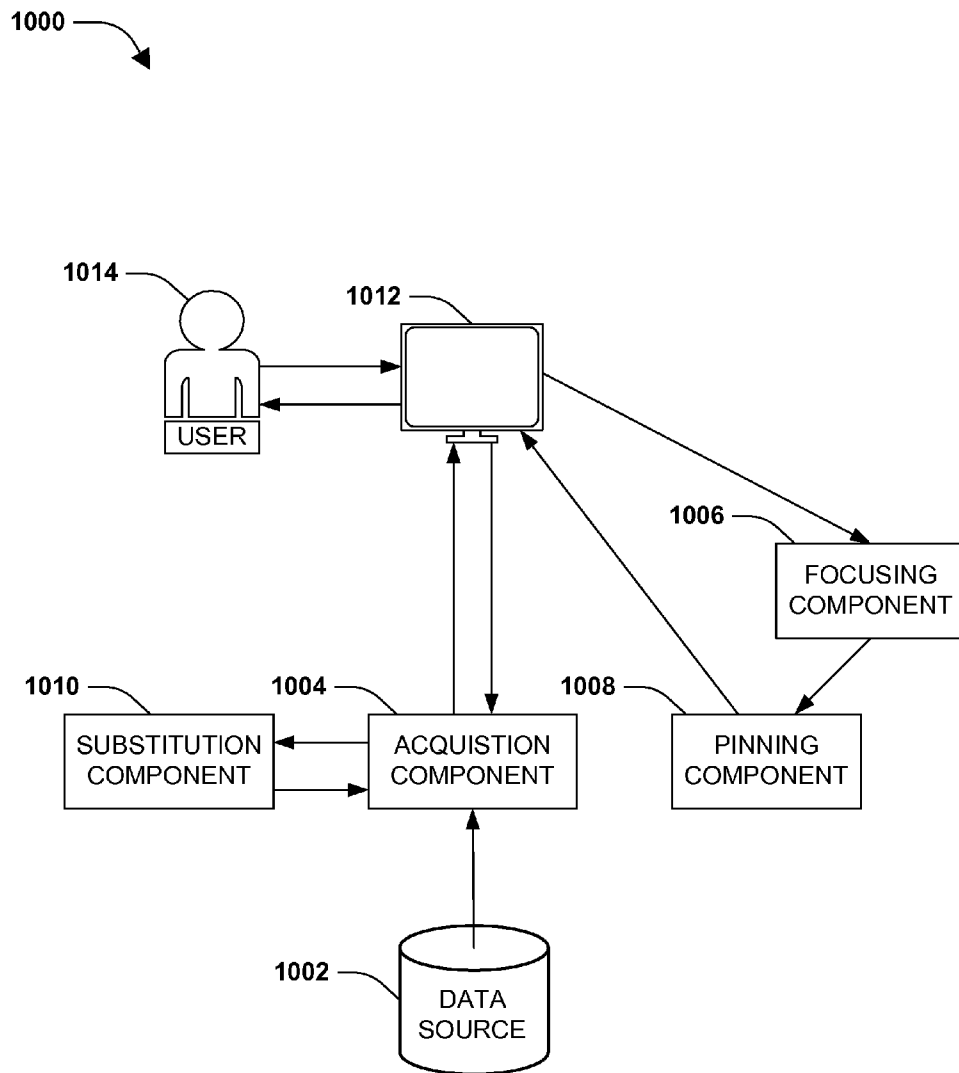 1000
1014
1012
USER
1006
FOCUSING
COMPONENT
1010
1004
1008
SUBSTITUTION
COMPONENT
ACQUISTION
COMPONENT
PINNING
COMPONENT
1002
DATA
SOURCE